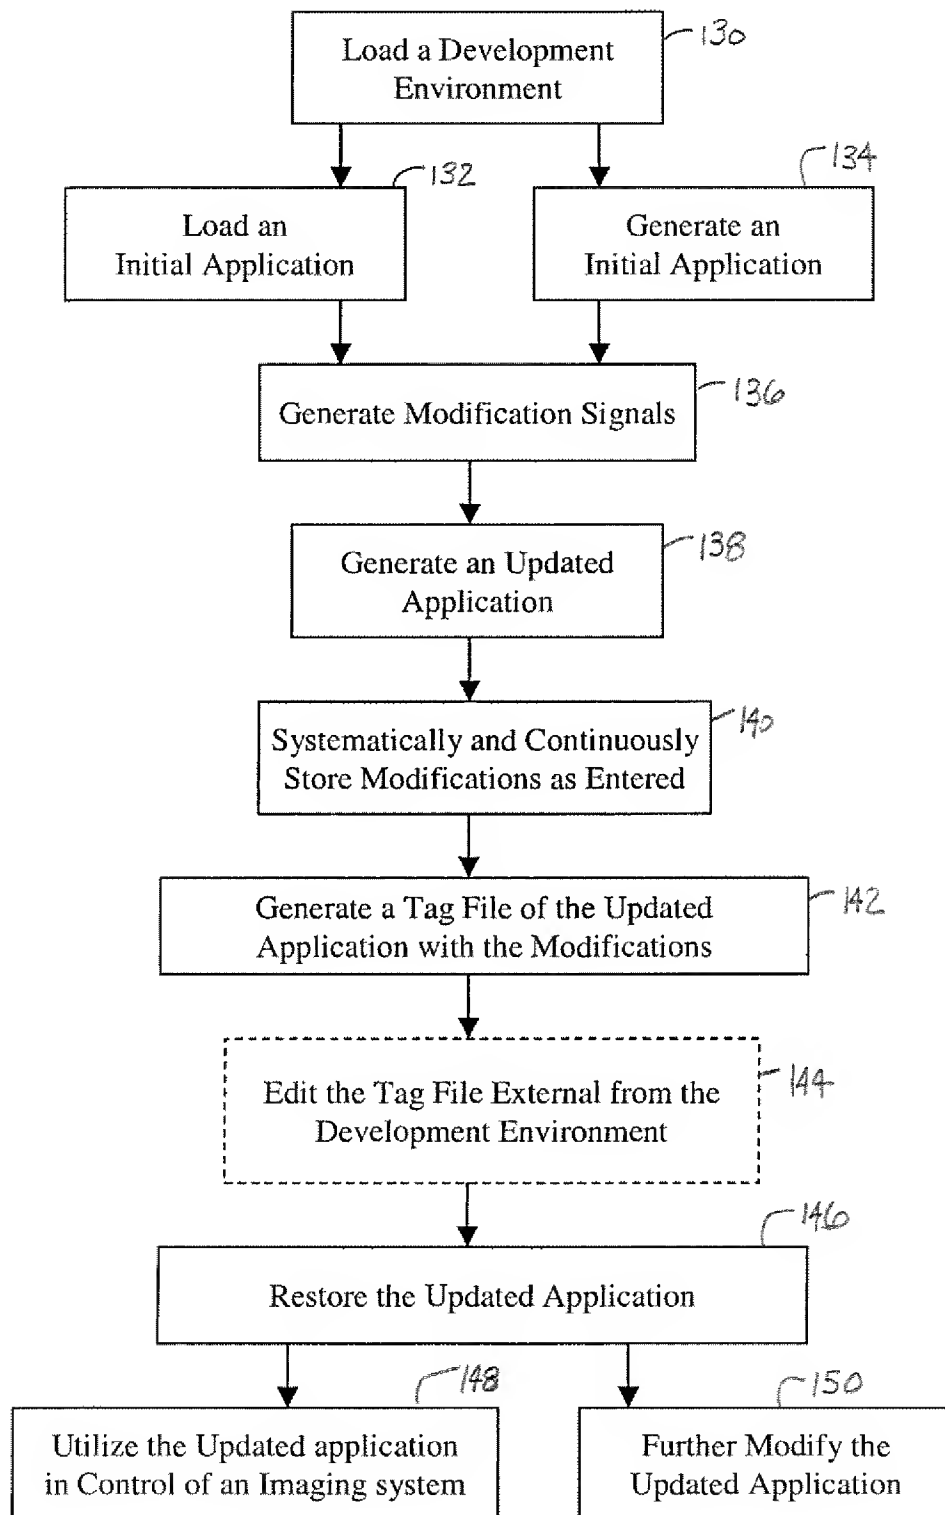 Load a Development
Environment
130
132
134
Load an
Initial Application
Generate an
Initial Application
Generate Modification Signals
136
Generate an Updated
Application
138
Systematically and Continuously
Store Modifications as Entered
140
Generate a Tag File of the Updated
Application with the Modifications
142
Edit the Tag File External from the
Development Environment
144
146
Restore the Updated Application
148
150
Utilize the Updated application
in Control of an Imaging system
Further Modify the
Updated Application